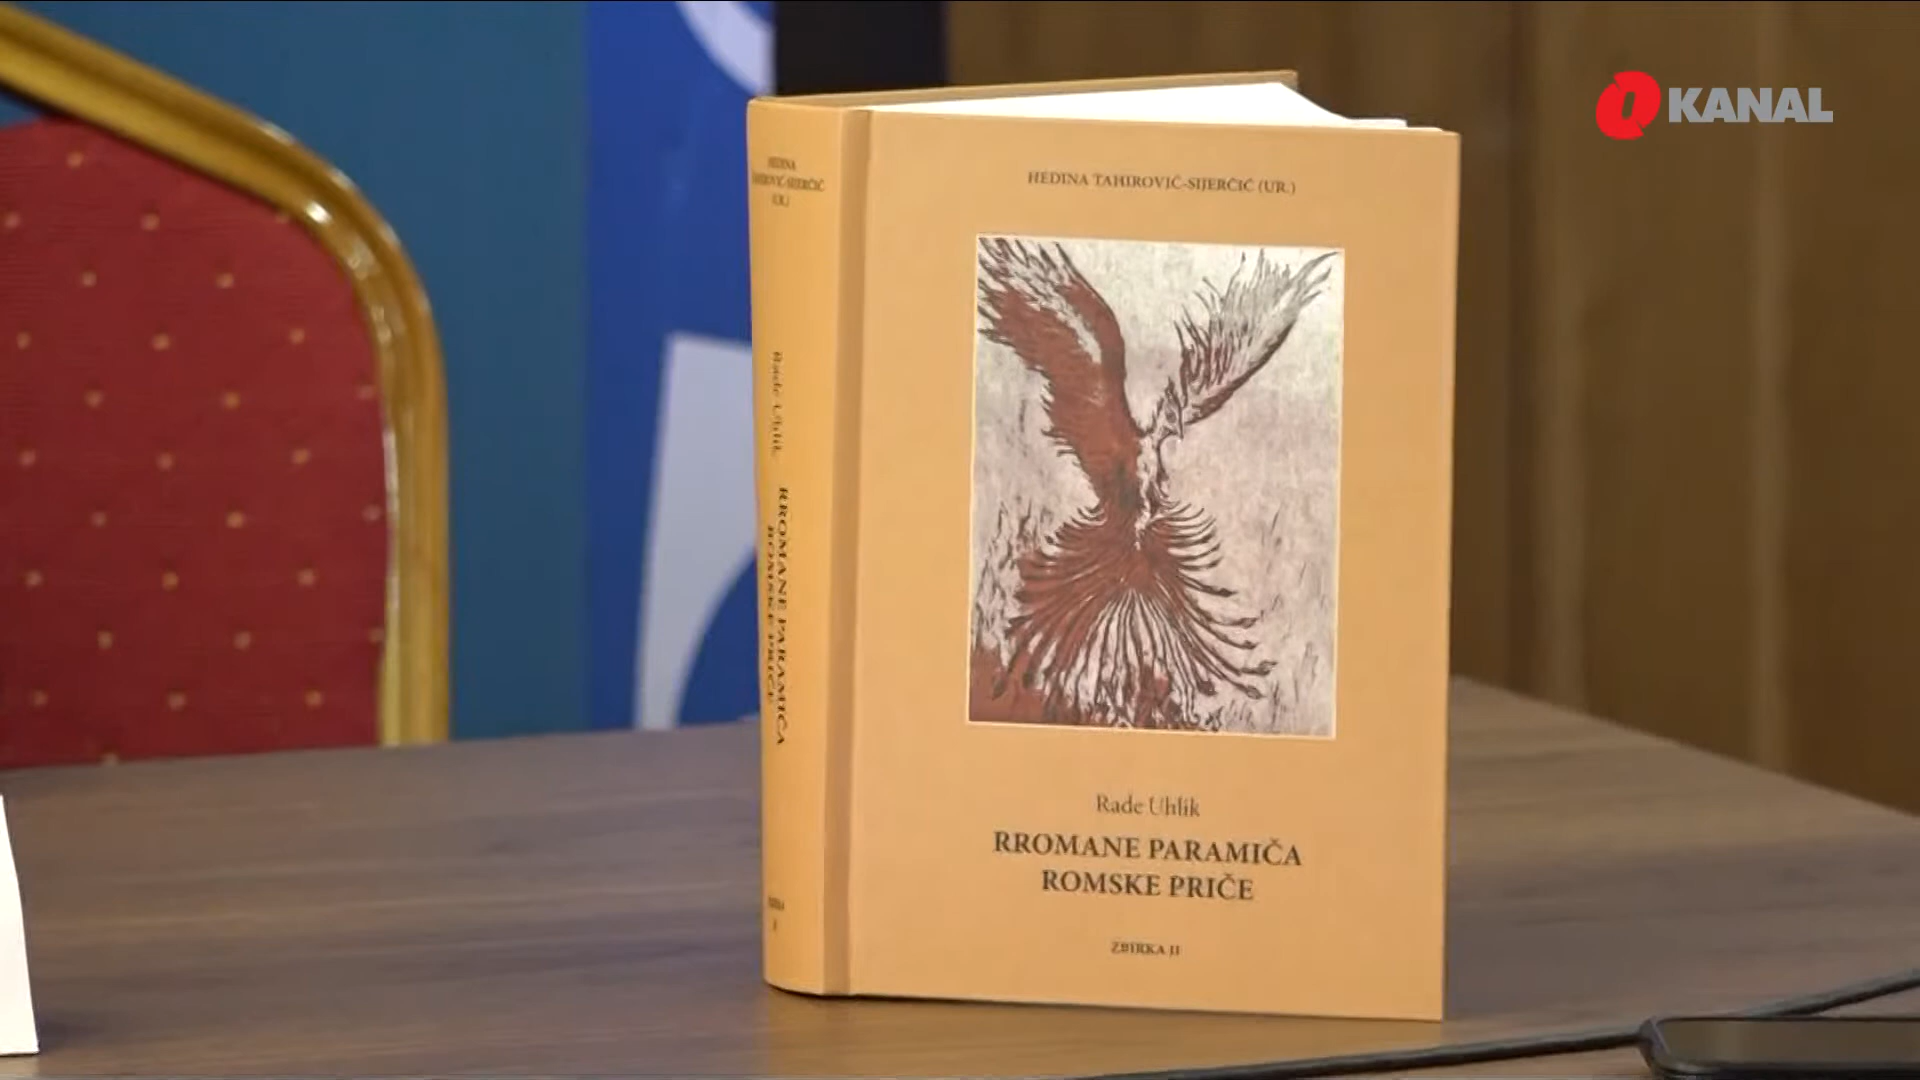 KANAL
HEDINA
TAHIROVIĆ-SIJERČIĆ
(UR.)
Rade Uhlik
RROMANE PARAMIČA
ROMSKE PRIČE
HEDINA TAHIROVIĆ-SIJERČIĆ (UR.)
Rade Uhlik
RROMANE PARAMIČA
ROMSKE PRIČE
ZBIRKA II